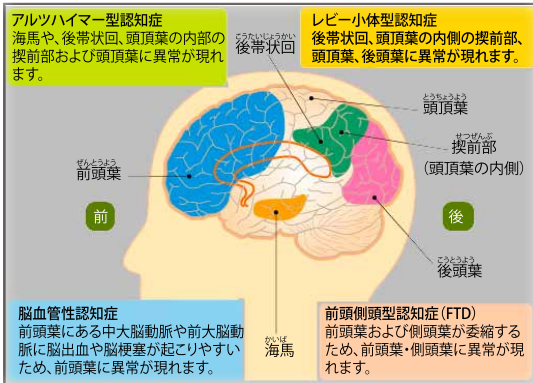 アルツハイマー型認知症
海馬や、後帯状回、頭頂葉の内部の
楔前部および頭頂葉に異常が現れ
ます。
レビー小体型認知症
後帯状回、頭頂葉の内側の楔前部、
頭頂葉、後頭葉に異常が現れます。
こうたいじょうかい
後帯状回
とうちょうよう
頭頂葉
せつぜんぶ
楔前部
(頭頂葉の内側)
ぜんとうよう
前頭葉
前
後
こうとうよう
後頭葉
かいば
海馬
脳血管性認知症
前頭葉にある中大脳動脈や前大脳動
脈に脳出血や脳梗塞が起こりやすい
ため、前頭葉に異常が現れます。
前頭側頭型認知症(FTD)
前頭葉および側頭葉が委縮する
ため、前頭葉・側頭葉に異常が現
れます。